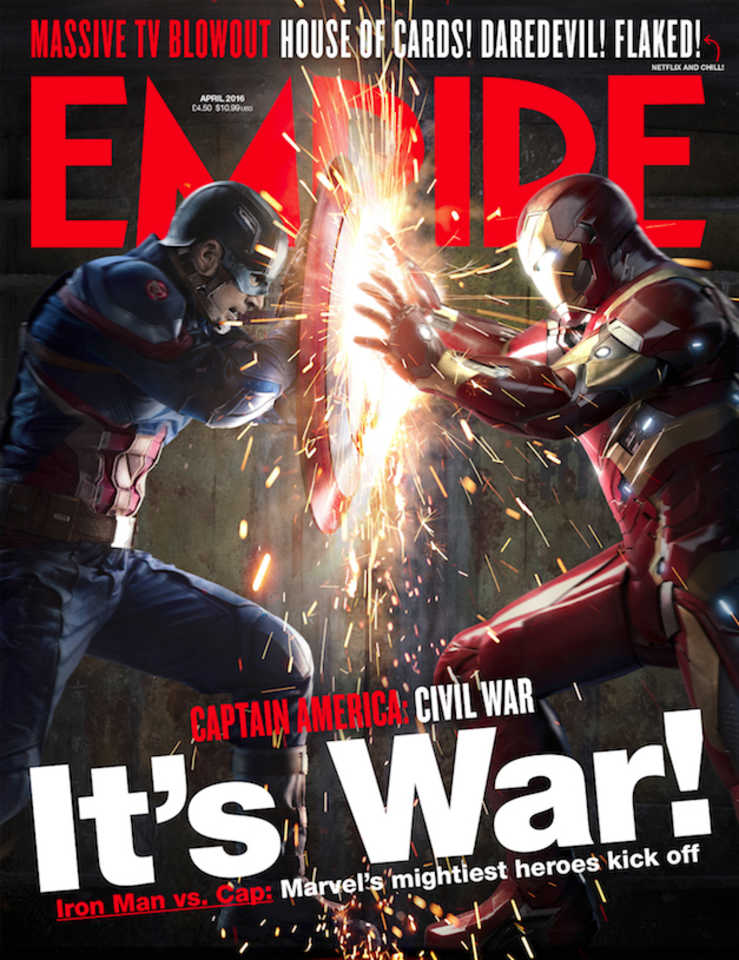 MASSIVE TV BLOWOUT HOUSE OF CARDS! DAREDEVIL! FLAKED!
NETFLIX AND CHILL!
EMPIRE
APRIL 2016
£4.50 $10.99 USD
CAPTAIN AMERICA: CIVIL WAR
It's War!
Iron Man vs. Cap: Marvel's mightiest heroes kick off